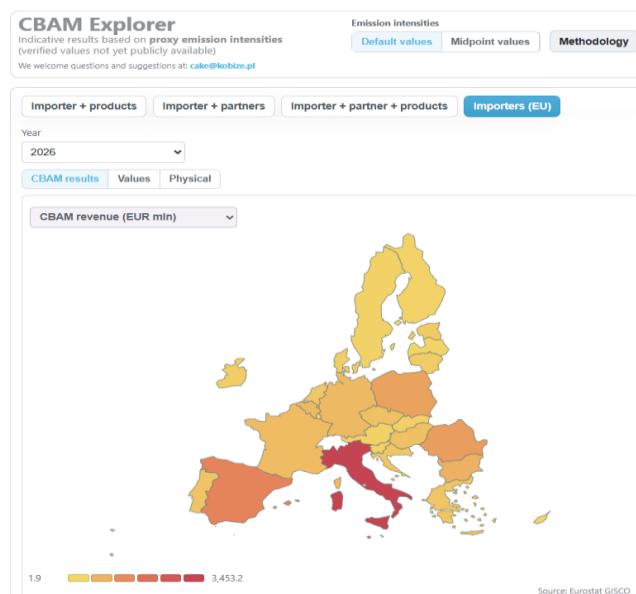 CBAM Explorer
Indicative results based on proxy emission intensities
(verified values not yet publicly available)
We welcome questions and suggestions at: cake@kobize.pl
Emission intensities
Default values
Midpoint values
Methodology
Importer + products
Importer + partners
Importer + partner + products
Importers (EU)
Year
2026
CBAM results
Values
Physical
CBAM revenue (EUR mln)
1.9
3,453.2
Source: Eurostat GISCO